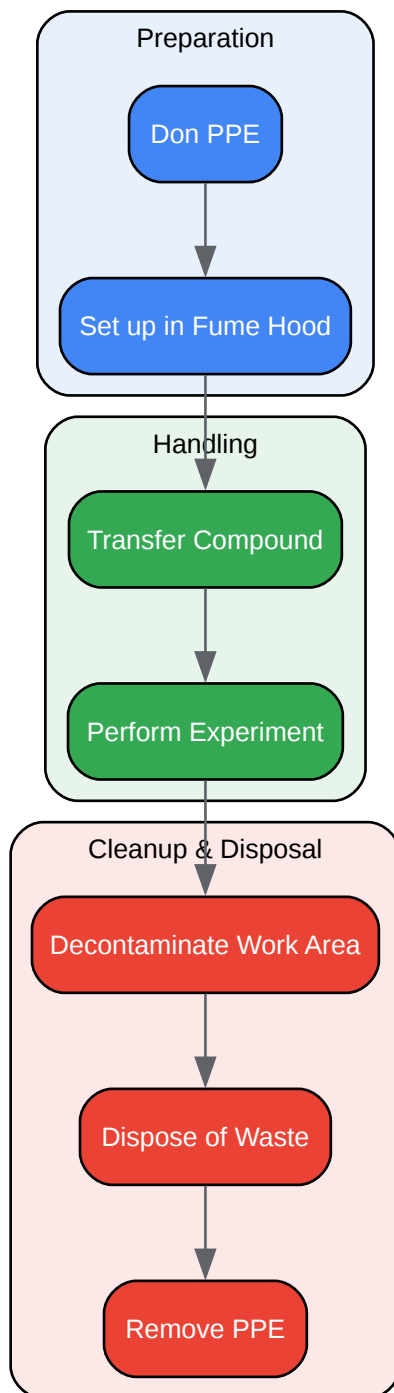 Preparation
Don PPE
Set up in Fume Hood
Handling
Transfer Compound
Perform Experiment
Cleanup & Disposal
Decontaminate Work Area
Dispose of Waste
Remove PPE